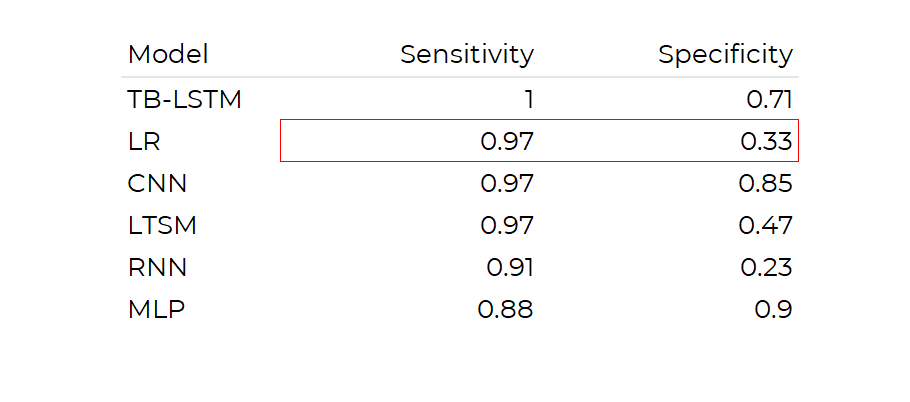 Model Sensitivity Specificity
TB-LSTM 1 0.71
LR 0.97 0.33
CNN 0.97 0.85
LTSM 0.97 0.47
RNN 0.91 0.23
MLP 0.88 0.9